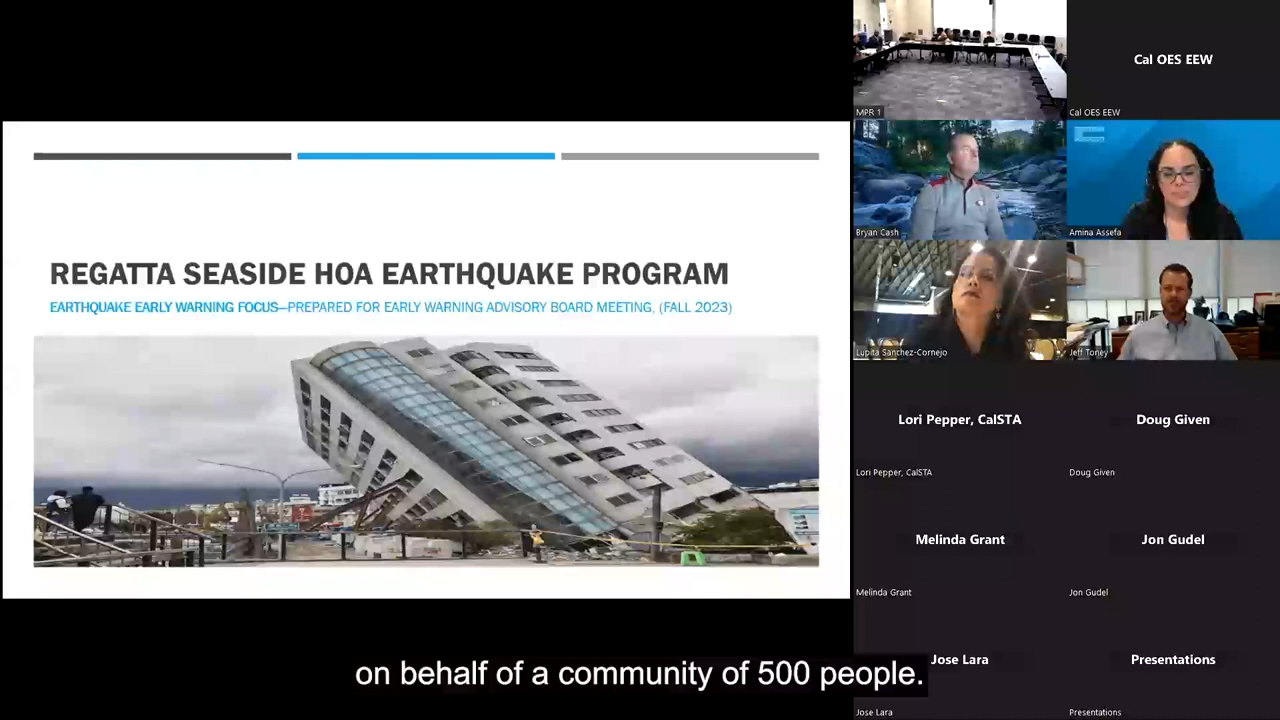 REGATTA SEASIDE HOA EARTHQUAKE PROGRAM
EARTHQUAKE EARLY WARNING FOCUS—PREPARED FOR EARLY WARNING ADVISORY BOARD MEETING, (FALL 2023)
MPR 1
Cal OES EEW
Cal OES EEW
Bryan Cash
Amina Assefa
Lupita Sanchez-Cornejo
Jeff Toney
Lori Pepper, CalSTA
Doug Given
Lori Pepper, CalSTA
Doug Given
Melinda Grant
Jon Gudel
Melinda Grant
Jon Gudel
Jose Lara
Presentations
Jose Lara
Presentations
on behalf of a community of 500 people.